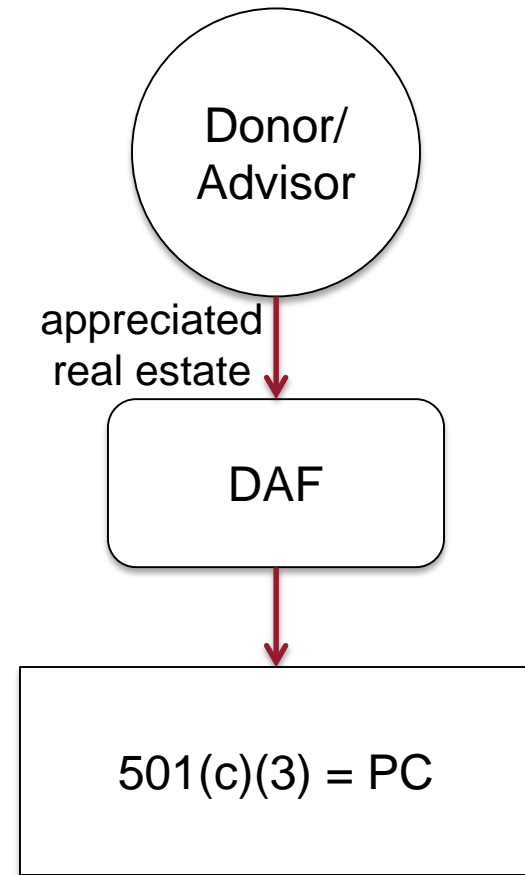 Donor/
Advisor
appreciated
real estate
DAF
501(c)(3) = PC